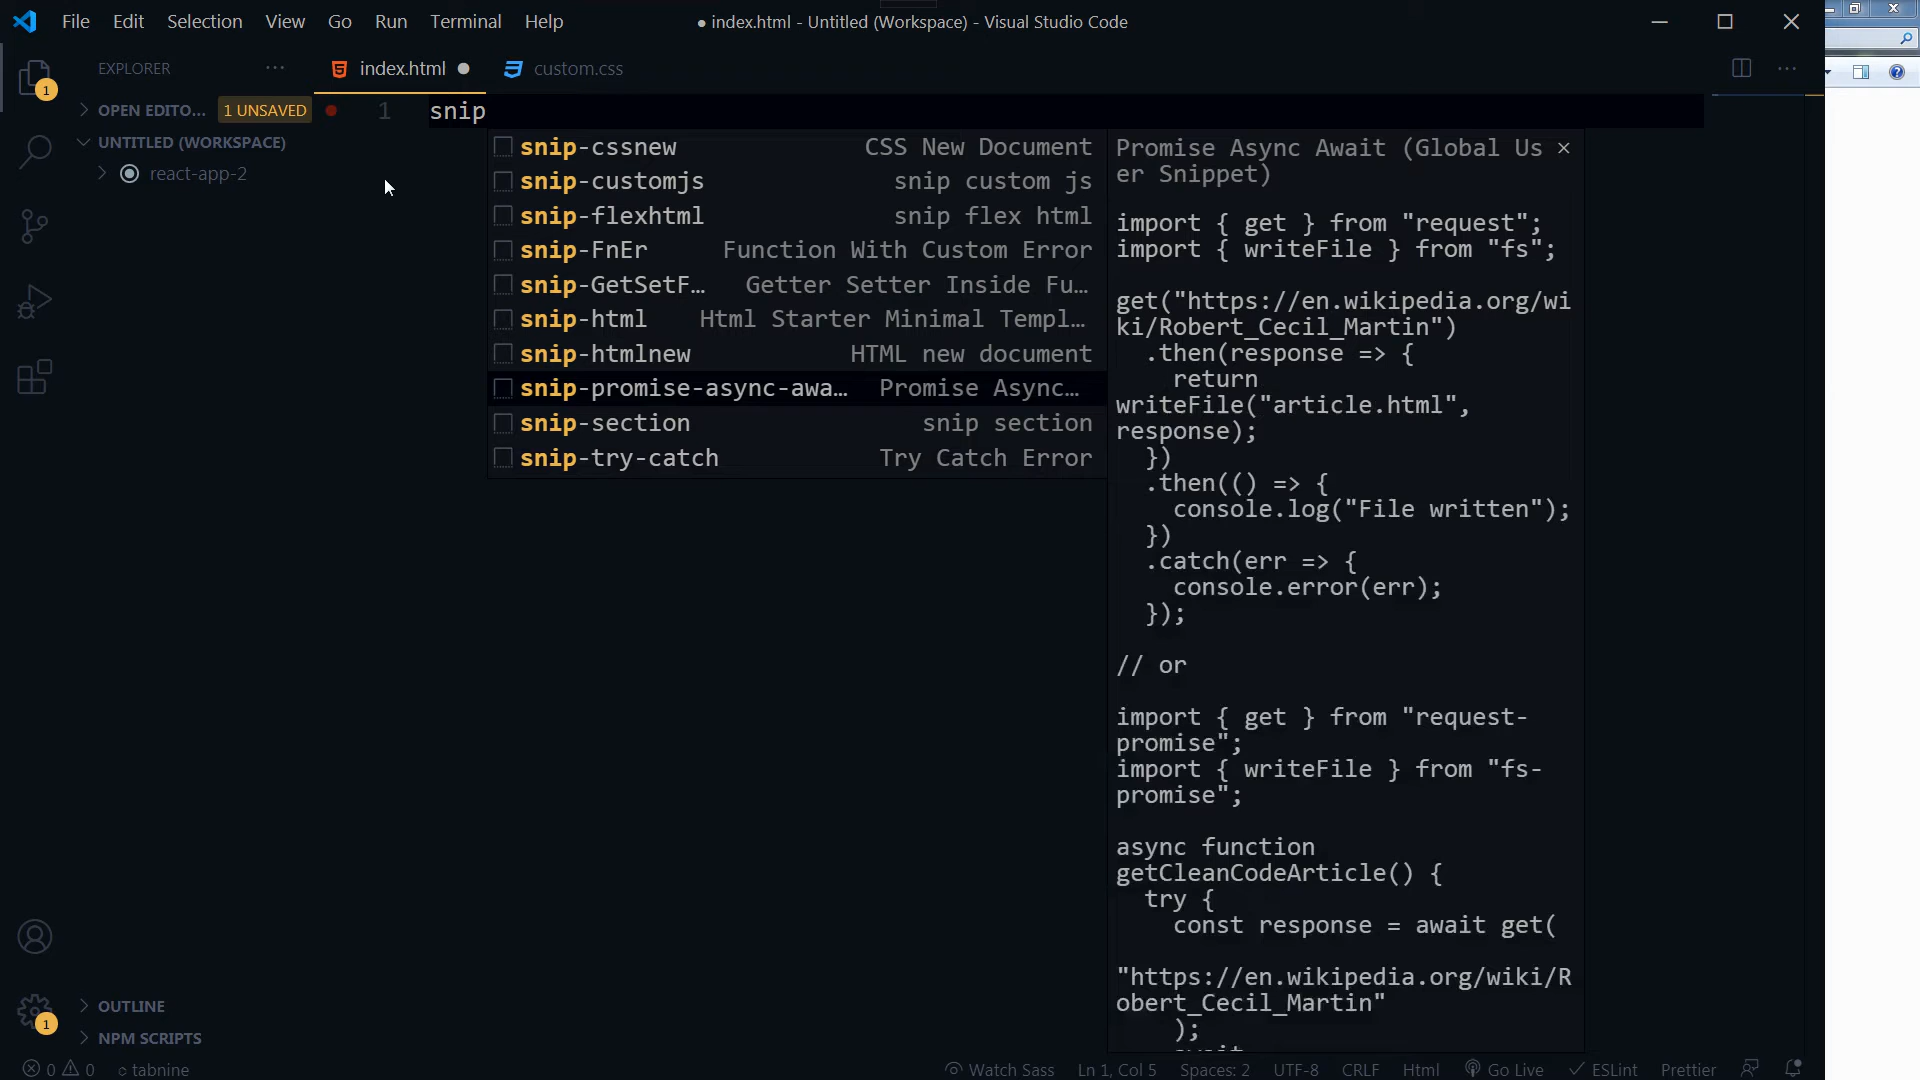 File Edit Selection View Go Run Terminal Help
● index.html - Untitled (Workspace) - Visual Studio Code
EXPLORER
index.html
custom.css
OPEN EDITO... 1 UNSAVED
UNTITLED (WORKSPACE)
react-app-2
1 snip
snip-cssnew CSS New Document
snip-customjs snip custom js
snip-flexhtml snip flex html
snip-FnEr Function With Custom Error
snip-GetSetF… Getter Setter Inside Fu…
snip-html Html Starter Minimal Templ…
snip-htmlnew HTML new document
snip-promise-async-awa… Promise Async…
snip-section snip section
snip-try-catch Try Catch Error
Promise Async Await (Global Us
er Snippet)
import { get } from "request";
import { writeFile } from "fs";
get("https://en.wikipedia.org/wi
ki/Robert_Cecil_Martin")
.then(response => {
return
writeFile("article.html",
response);
})
.then(() => {
console.log("File written");
})
.catch(err => {
console.error(err);
});
// or
import { get } from "request-
promise";
import { writeFile } from "fs-
promise";
async function
getCleanCodeArticle() {
try {
const response = await get(
"https://en.wikipedia.org/wiki/R
obert_Cecil_Martin"
);
1
1
OUTLINE
NPM SCRIPTS
0 0 tabnine
Watch Sass Ln 1, Col 5 Spaces: 2 UTF-8 CRLF Html Go Live ESLint Prettier